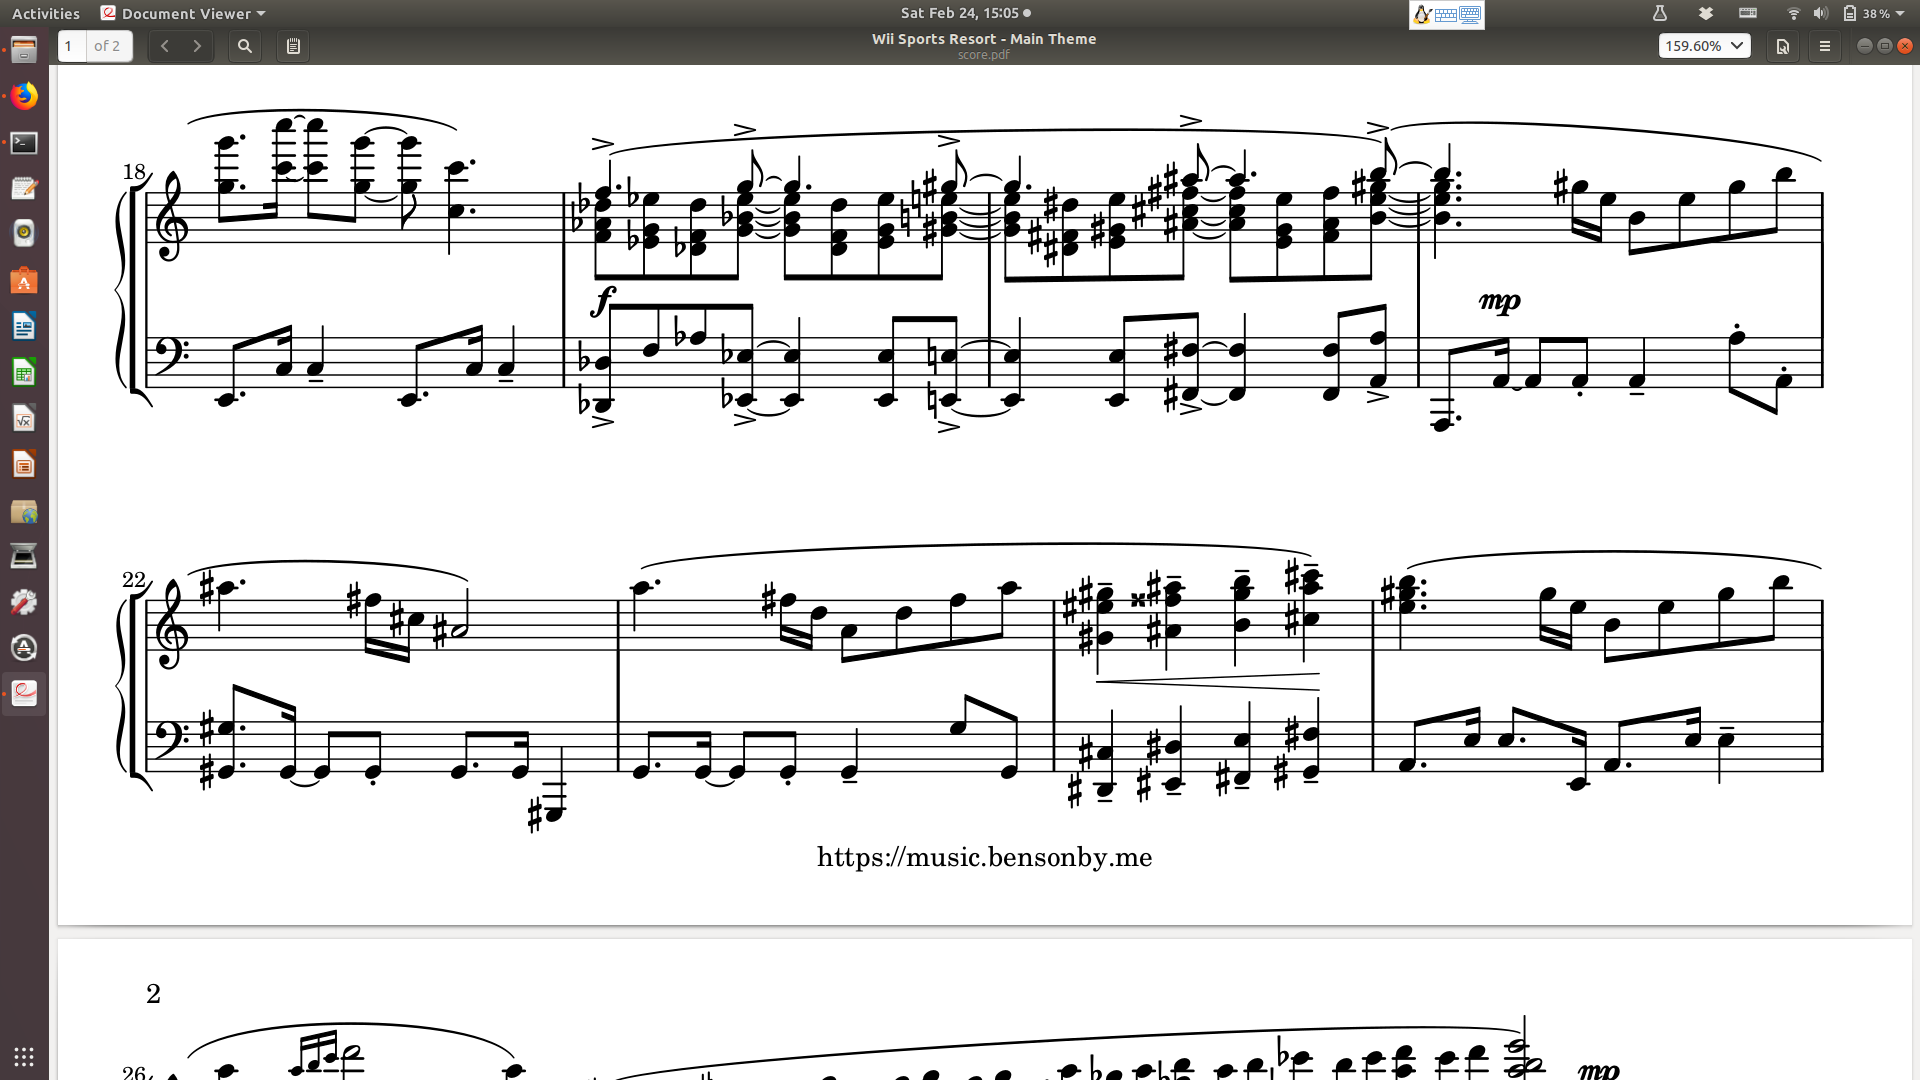 Activities Document Viewer Sat Feb 24, 15:05 38 %
1 of 2 Wii Sports Resort - Main Theme 159.60%
score.pdf
18
f
mp
22
https://music.bensonby.me
2
26
mp